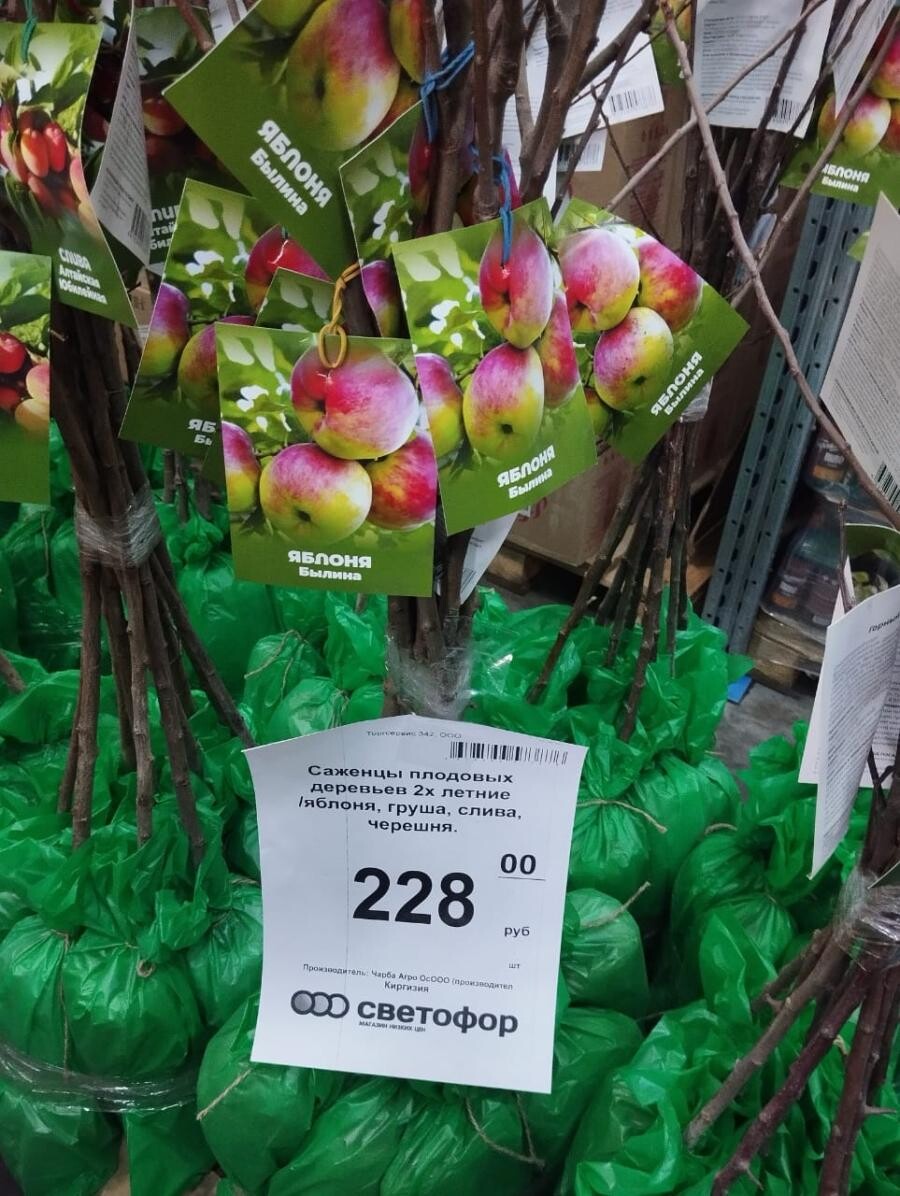 ЯБЛОНЯ
Былина
ЯБЛОНЯ
Былина
СЛИВА
Алтайская
Юбилейная
ЯБЛОНЯ
Былина
ЯБЛОНЯ
Былина
ЯБ
ЯБЛОНЯ
Былина
Торгсервис 342, ООО
Саженцы плодовых
деревьев 2х летние
/яблоня, груша, слива,
черешня.
228 00
руб
шт
Производитель: Чарба Агро ОсООО (производител
Киргизия
светофор
МАГАЗИН НИЗКИХ ЦЕН